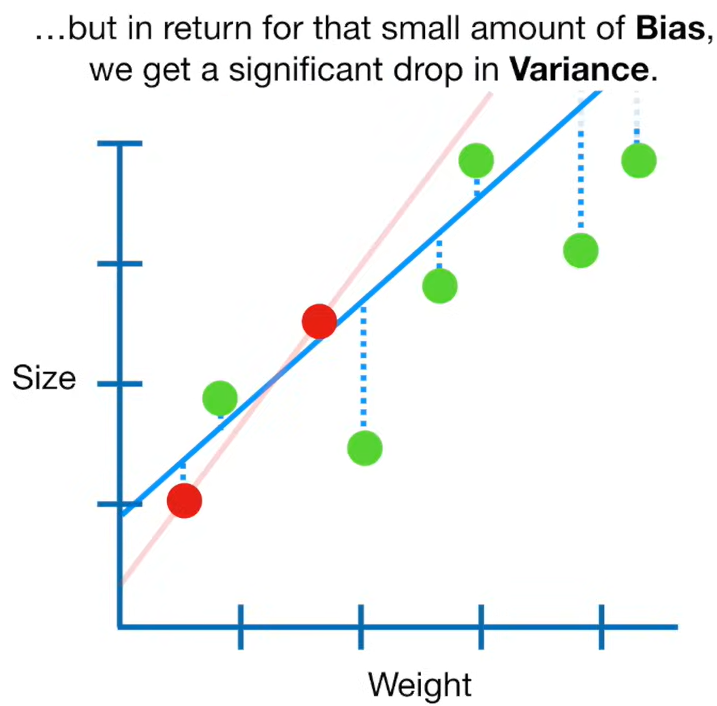 …but in return for that small amount of Bias,
we get a significant drop in Variance.
Size
Weight